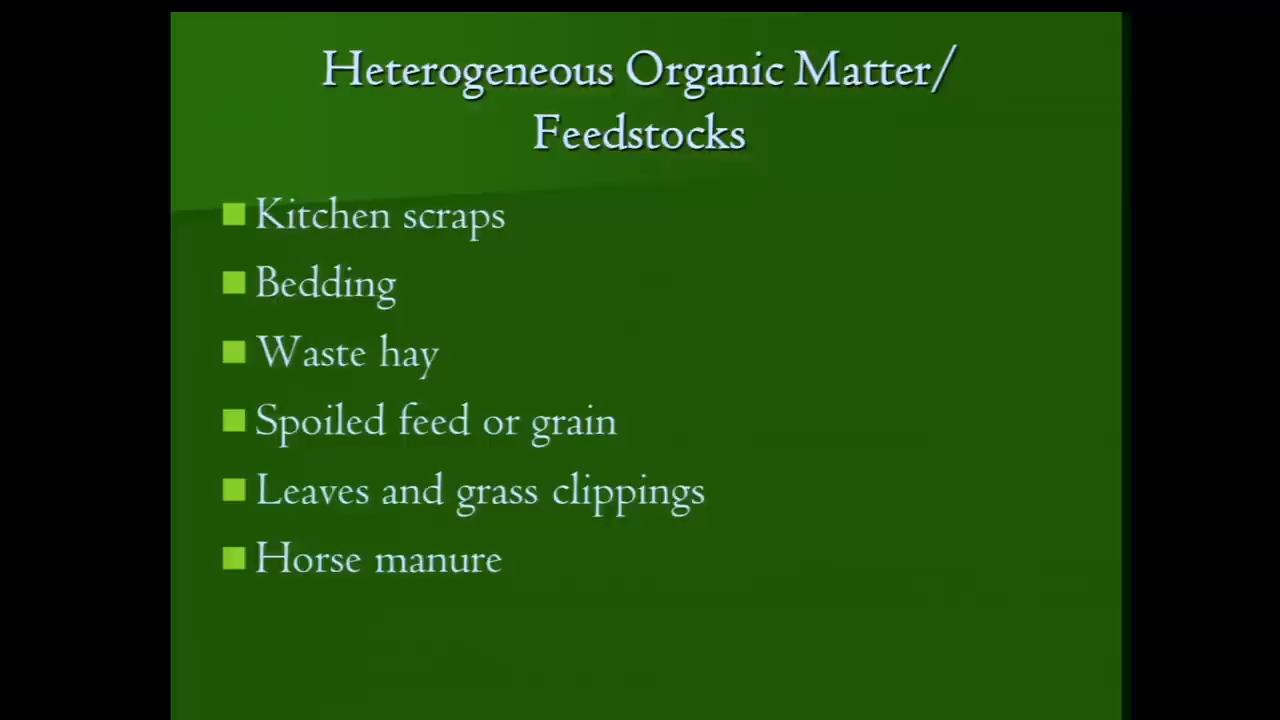 Heterogeneous Organic Matter/
Feedstocks
Kitchen scraps
Bedding
Waste hay
Spoiled feed or grain
Leaves and grass clippings
Horse manure